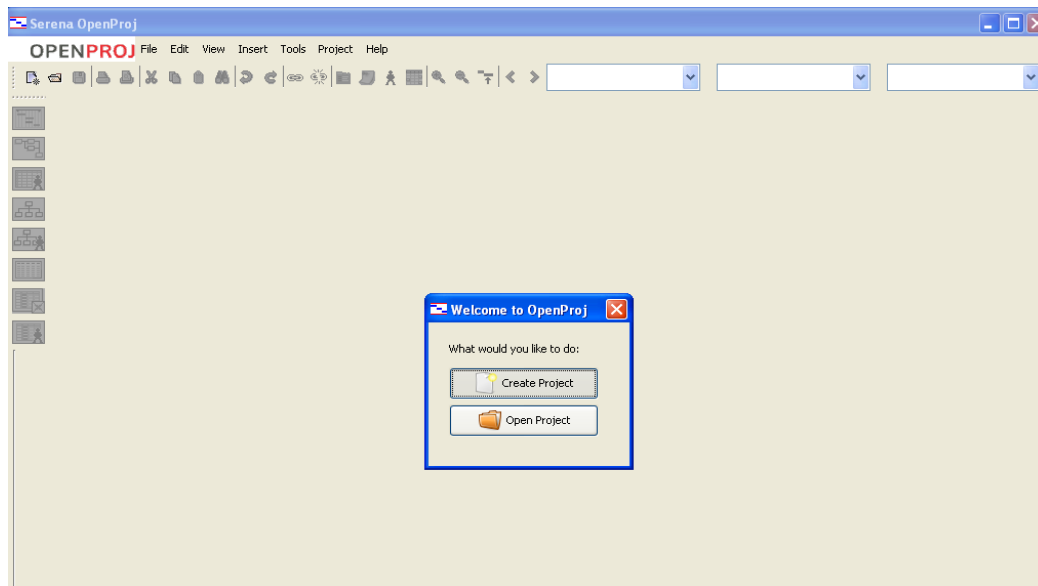 Serena OpenProj
OPENPROJ File Edit View Insert Tools Project Help
Welcome to OpenProj
What would you like to do:
Create Project
Open Project